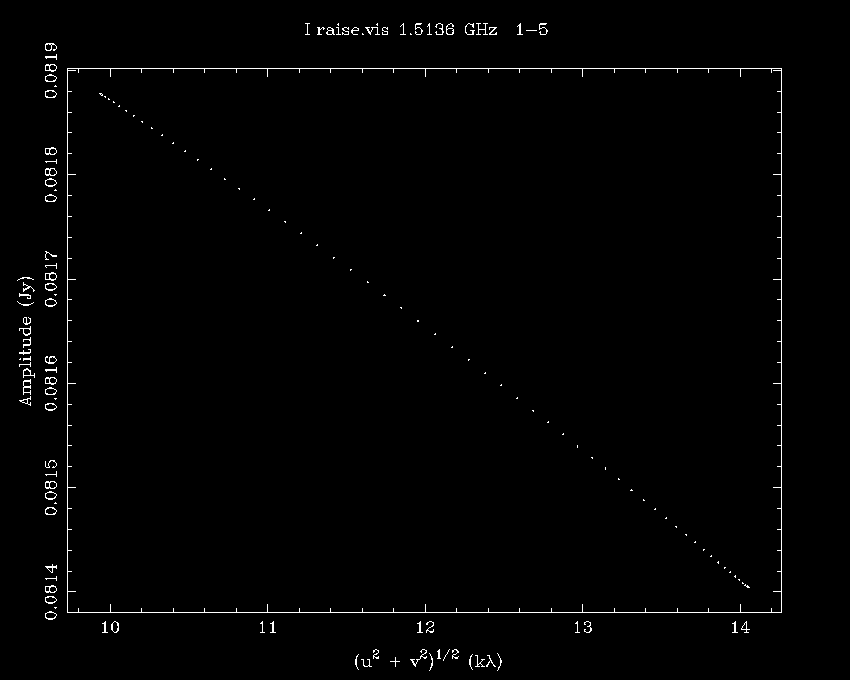 I raise.vis 1.5136 GHz 1-5
0.0819
0.0818
0.0817
0.0816
0.0815
0.0814
Amplitude (Jy)
10 11 12 13 14
(u² + v²)^1/2 (kλ)